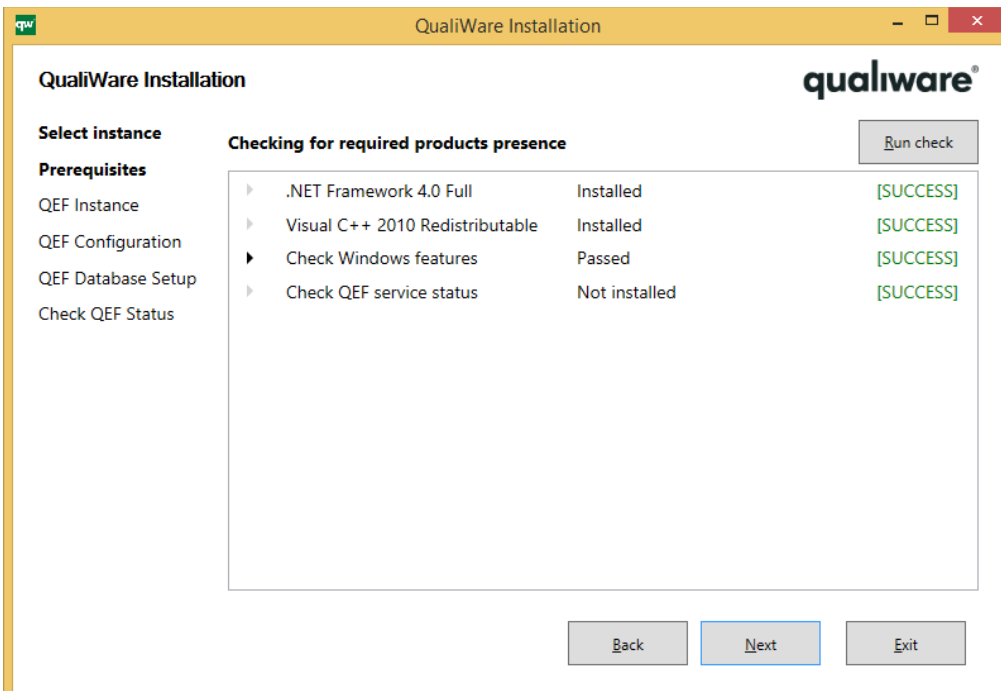 qw QualiWare Installation
QualiWare Installation
qualiware®
Select instance
Prerequisites
QEF Instance
QEF Configuration
QEF Database Setup
Check QEF Status
Checking for required products presence
Run check
.NET Framework 4.0 Full Installed [SUCCESS]
Visual C++ 2010 Redistributable Installed [SUCCESS]
Check Windows features Passed [SUCCESS]
Check QEF service status Not installed [SUCCESS]
Back Next Exit